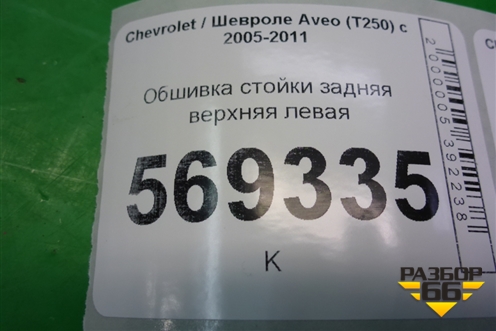 Chevrolet / Шевроле Aveo (T250) с
2005-2011
Обшивка стойки задняя
верхняя левая
569335
К
2000005392238
РАЗБОР
66